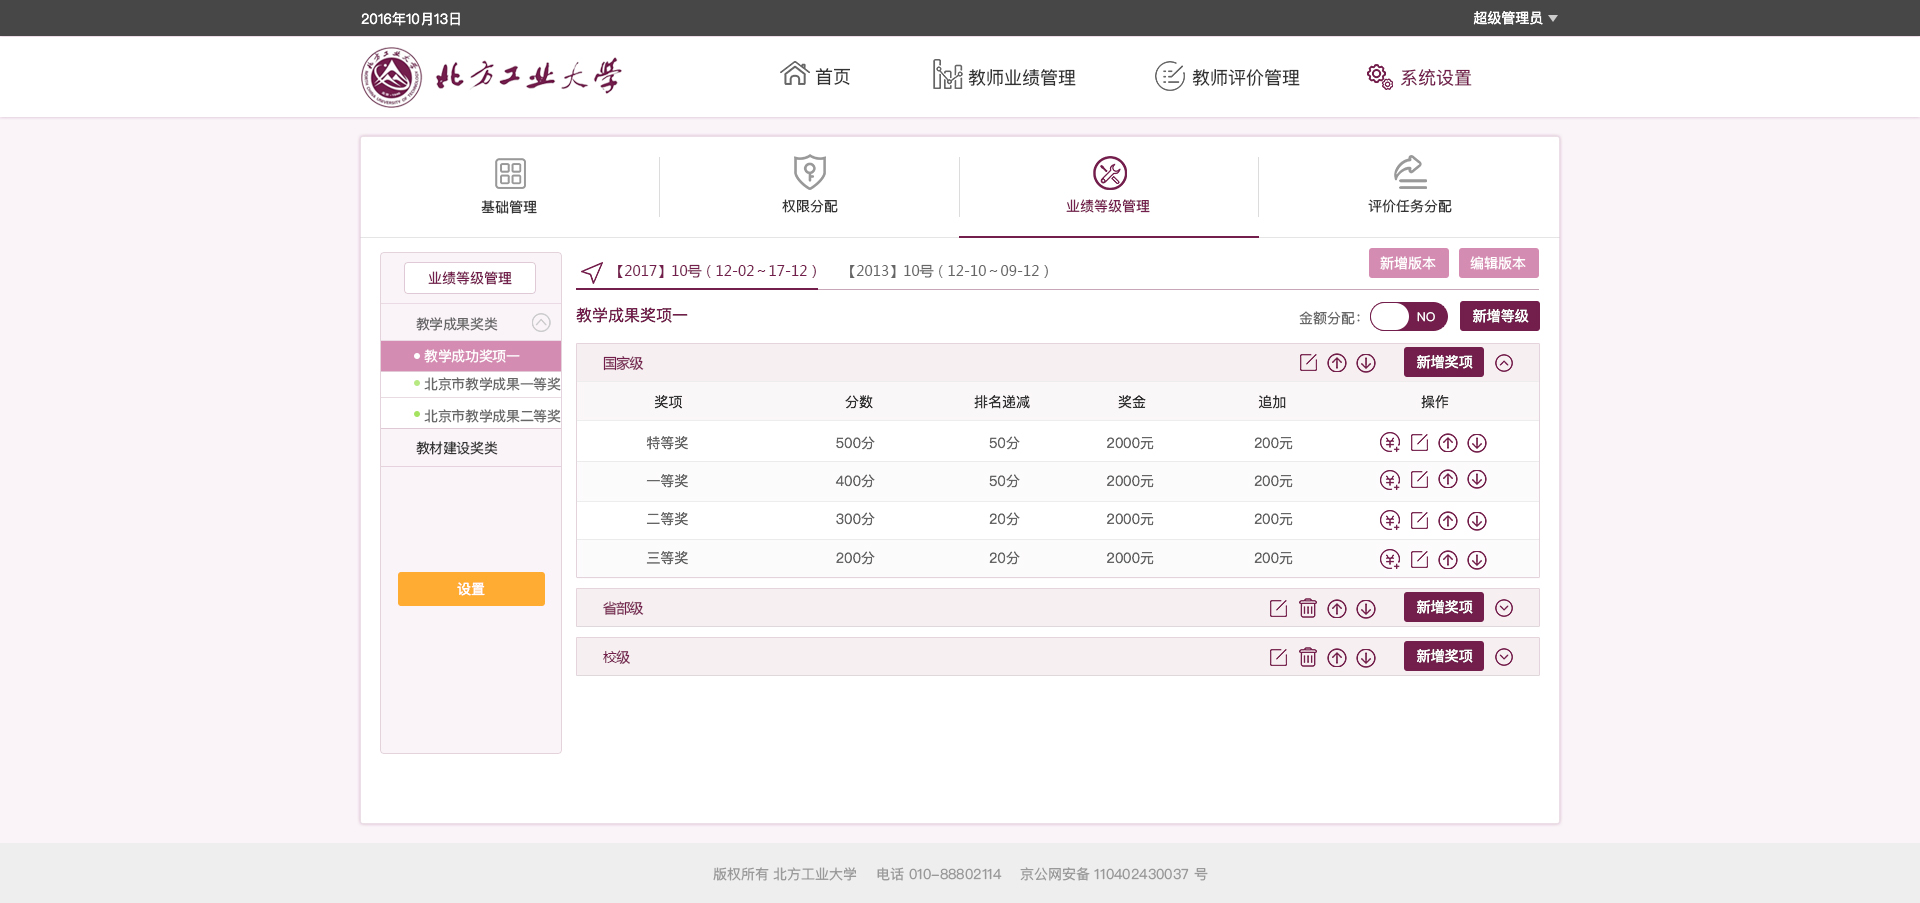 2016年10月13日
超级管理员
北方工业大学
首页
教师业绩管理
教师评价管理
系统设置
基础管理
权限分配
业绩等级管理
评价任务分配
业绩等级管理
教学成果奖类
教学成功奖项一
北京市教学成果一等奖
北京市教学成果二等奖
教材建设奖类
设置
【2017】10号（12-02～17-12）
【2013】10号（12-10～09-12）
新增版本
编辑版本
教学成果奖项一
金额分配：
NO
新增等级
国家级
新增奖项
奖项 分数 排名递减 奖金 追加 操作
特等奖 500分 50分 2000元 200元
一等奖 400分 50分 2000元 200元
二等奖 300分 20分 2000元 200元
三等奖 200分 20分 2000元 200元
省部级
新增奖项
校级
新增奖项
版权所有 北方工业大学 电话 010-88802114 京公网安备 110402430037 号